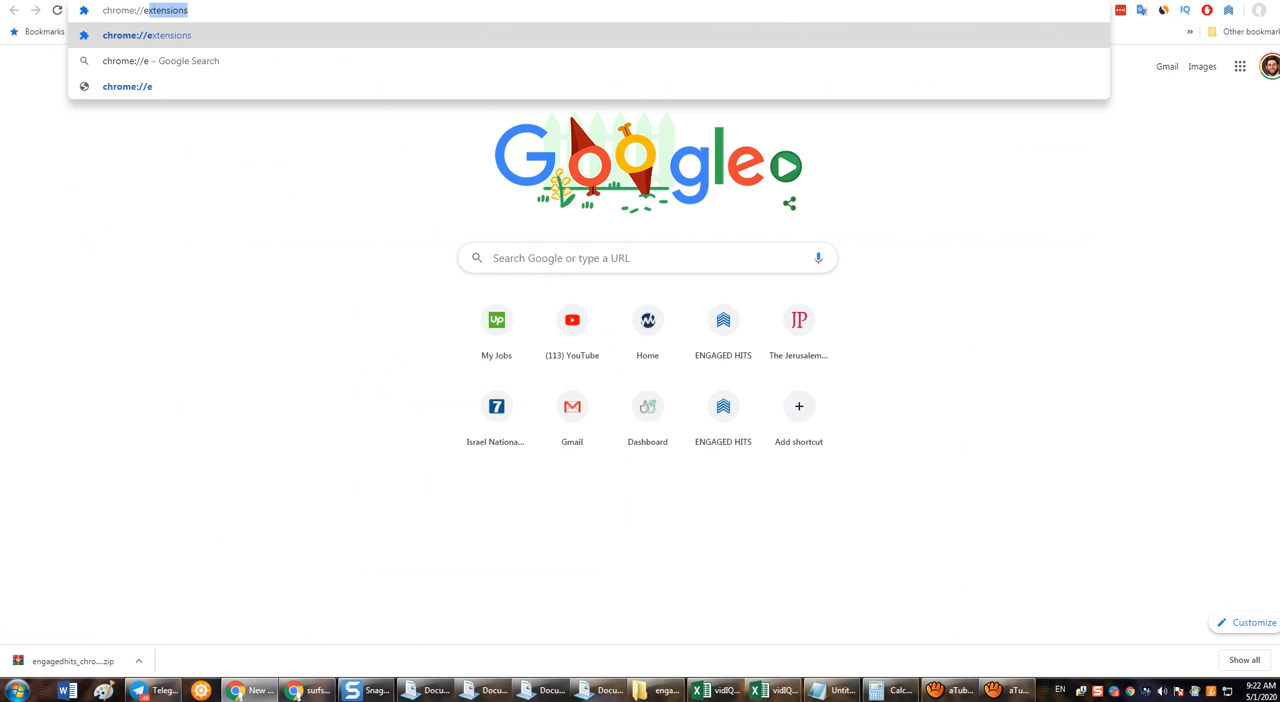 chrome://extensions
Bookmarks
chrome://extensions
chrome://e - Google Search
chrome://e
»
Other bookmark
Gmail Images
Google
Search Google or type a URL
Up JP
My Jobs (113) YouTube Home ENGAGED HITS The Jerusalem...
7
Israel Nationa... Gmail Dashboard ENGAGED HITS Add shortcut
Customize
engagedhits_chro....zip
Show all
Teleg... New ... surfs... Snag... Docu... Docu... Docu... Docu... enga... vidIQ... vidIQ... Untit... Calc... aTub... aTu...
EN
9:22 AM
5/1/2020